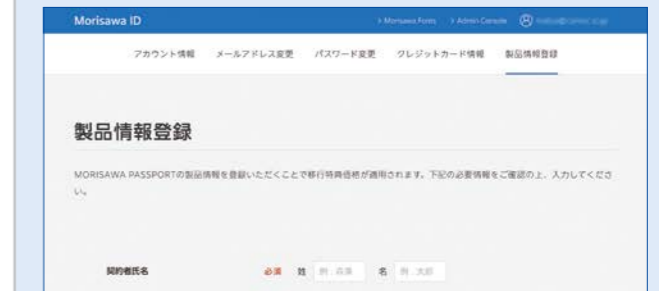 Morisawa ID
Morisawa Fonts Admin Console
アカウント情報 メールアドレス変更 パスワード変更 クレジットカード情報 製品情報登録
製品情報登録
MORISAWA PASSPORTの製品情報を登録いただくことで移行特典価格が適用されます。下記の必要情報をご確認の上、入力してくださ
い。
契約者氏名 必須 姓 例:森澤 名 例:太郎